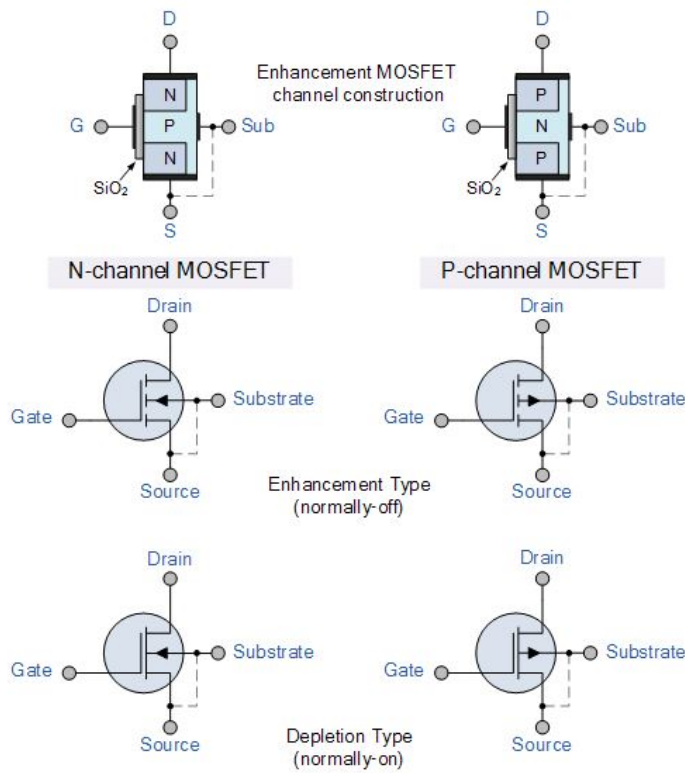 D D
Enhancement MOSFET
channel construction
N P
G P Sub G N Sub
N P
SiO₂ SiO₂
S S
N-channel MOSFET P-channel MOSFET
Drain Drain
Substrate Substrate
Gate Gate
Source Source
Enhancement Type
(normally-off)
Drain Drain
Substrate Substrate
Gate Gate
Source Source
Depletion Type
(normally-on)